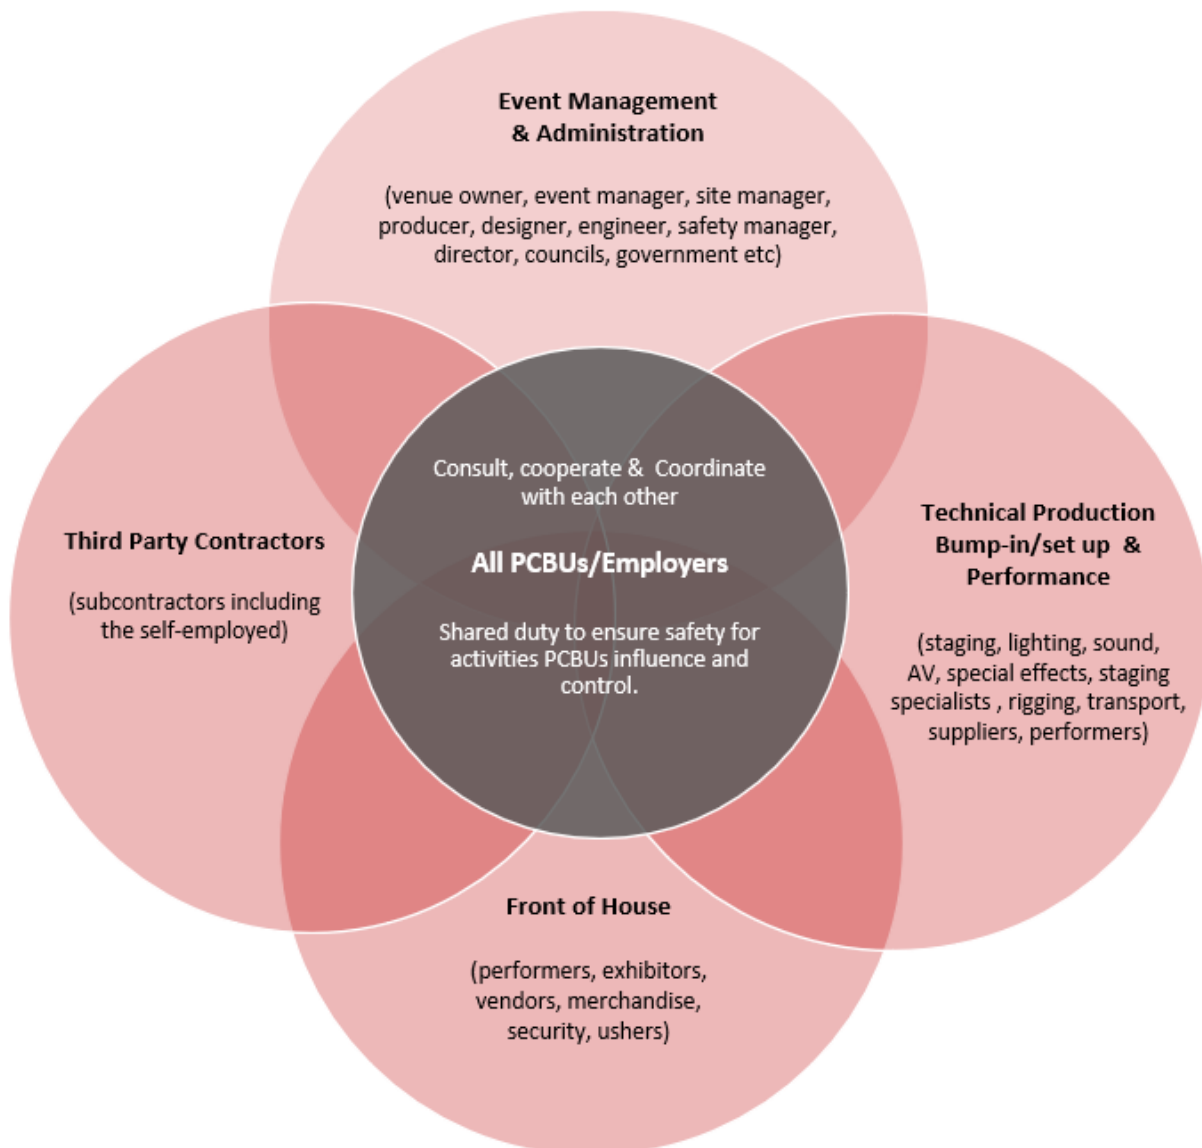 Event Management
& Administration
(venue owner, event manager, site manager,
producer, designer, engineer, safety manager,
director, councils, government etc)
Third Party Contractors
(subcontractors including
the self-employed)
Consult, cooperate &  Coordinate
with each other
All PCBUs/Employers
Shared duty to ensure safety for
activities PCBUs influence and
control.
Technical Production
Bump-in/set up  &
Performance
(staging, lighting, sound,
AV, special effects, staging
specialists , rigging, transport,
suppliers, performers)
Front of House
(performers, exhibitors,
vendors, merchandise,
security, ushers)